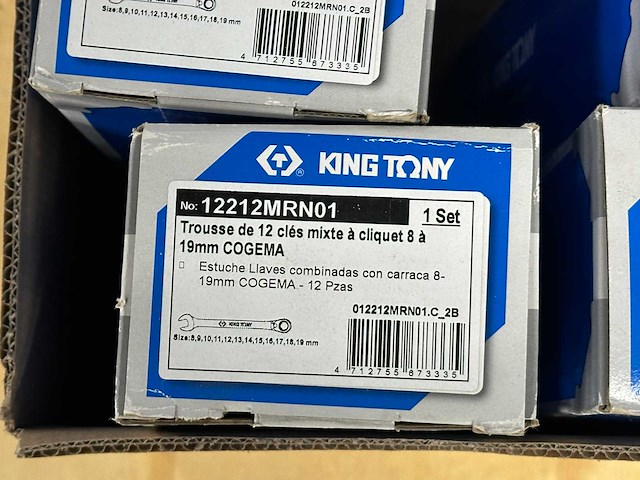 012212MRN01.C_2B
Size:8,9,10,11,12,13,14,15,16,17,18,19 mm
4 712755 873335
KING TONY
No: 12212MRN01 1 Set
Trousse de 12 clés mixte à cliquet 8 à
19mm COGEMA
Estuche Llaves combinadas con carraca 8-
19mm COGEMA - 12 Pzas
012212MRN01.C_2B
KING TONY
Size:8,9,10,11,12,13,14,15,16,17,18,19 mm
4 712755 873335